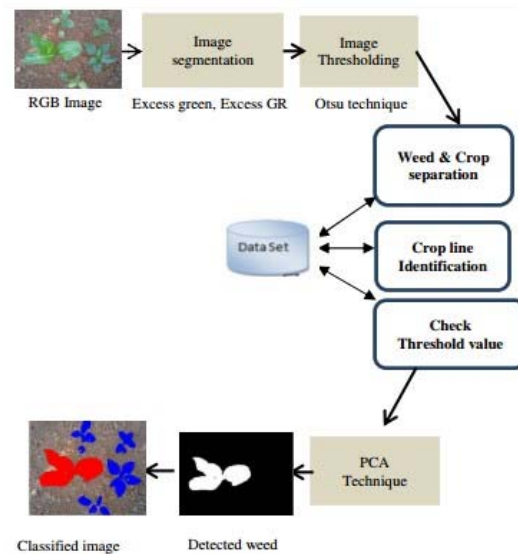 Image
segmentation
Image
Thresholding
RGB Image
Excess green, Excess GR
Otsu technique
Weed & Crop
separation
Data Set
Crop line
Identification
Check
Threshold value
PCA
Technique
Classified image
Detected weed